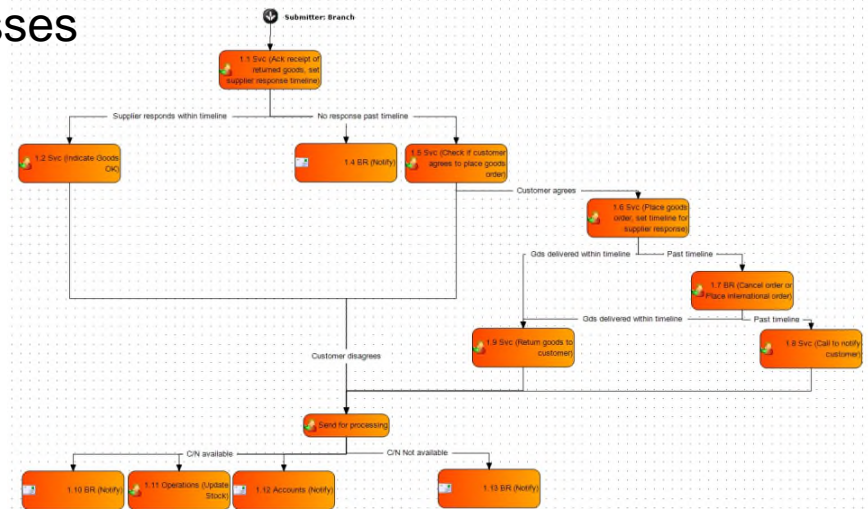 sses
Submitter: Branch
1.1 Svc (Ack receipt of
returned goods, set
supplier response timeline)
Supplier responds within timeline
No response past timeline
1.2 Svc (Indicate Goods
OK)
1.4 BR (Notify)
1.5 Svc (Check if customer
agrees to place goods
order)
Customer agrees
1.6 Svc (Place goods
order, set timeline for
supplier response)
Gds delivered within timeline
Past timeline
1.7 BR (Cancel order or
Place international order)
Gds delivered within timeline
Past timeline
1.9 Svc (Return goods to
customer)
1.8 Svc (Call to notify
customer)
Customer disagrees
Send for processing
C/N available
C/N Not available
1.10 BR (Notify)
1.11 Operations (Update
Stock)
1.12 Accounts (Notify)
1.13 BR (Notify)